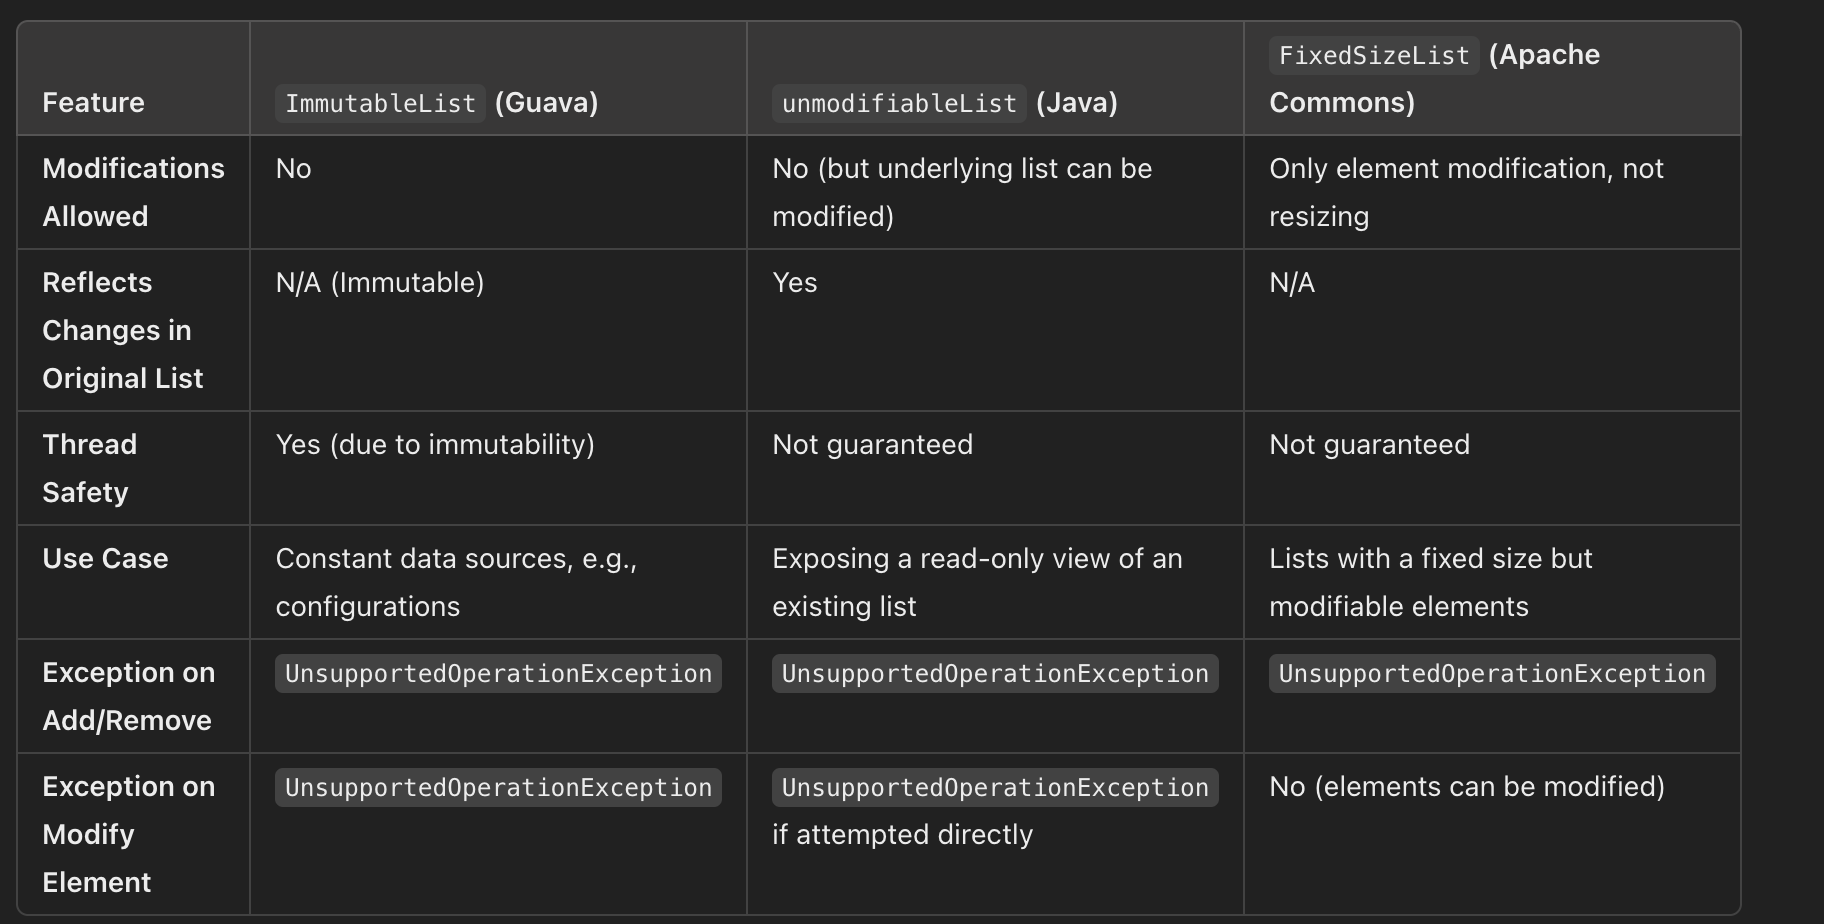 Feature
ImmutableList (Guava)
unmodifiableList (Java)
FixedSizeList (Apache
Commons)
Modifications
Allowed
No
No (but underlying list can be
modified)
Only element modification, not
resizing
Reflects
Changes in
Original List
N/A (Immutable)
Yes
N/A
Thread
Safety
Yes (due to immutability)
Not guaranteed
Not guaranteed
Use Case
Constant data sources, e.g.,
configurations
Exposing a read-only view of an
existing list
Lists with a fixed size but
modifiable elements
Exception on
Add/Remove
UnsupportedOperationException
UnsupportedOperationException
UnsupportedOperationException
Exception on
Modify
Element
UnsupportedOperationException
UnsupportedOperationException
if attempted directly
No (elements can be modified)